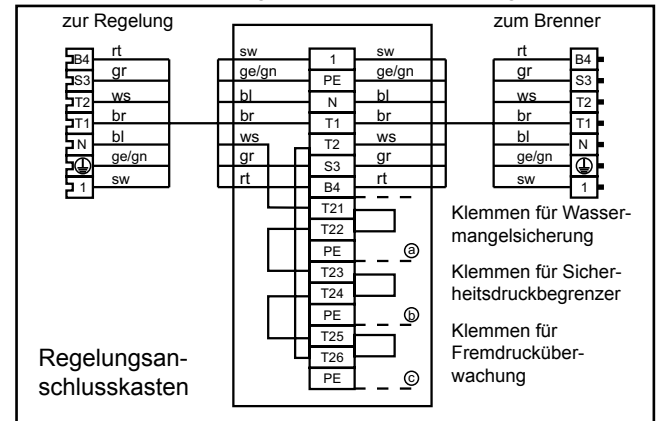 zur Regelung
zum Brenner
B4 rt
S3 gr
T2 ws
T1 br
N bl
ge/gn
1 sw
sw 1 sw
ge/gn PE ge/gn
bl N bl
br T1 br
ws T2 ws
gr S3 gr
rt B4 rt
T21
T22
PE a
T23
T24
PE b
T25
T26
PE c
rt B4
gr S3
ws T2
br T1
bl N
ge/gn
sw 1
Klemmen für Wasser-
mangelsicherung
Klemmen für Sicher-
heitsdruckbegrenzer
Klemmen für
Fremddrucküber-
wachung
Regelungsan-
schlusskasten